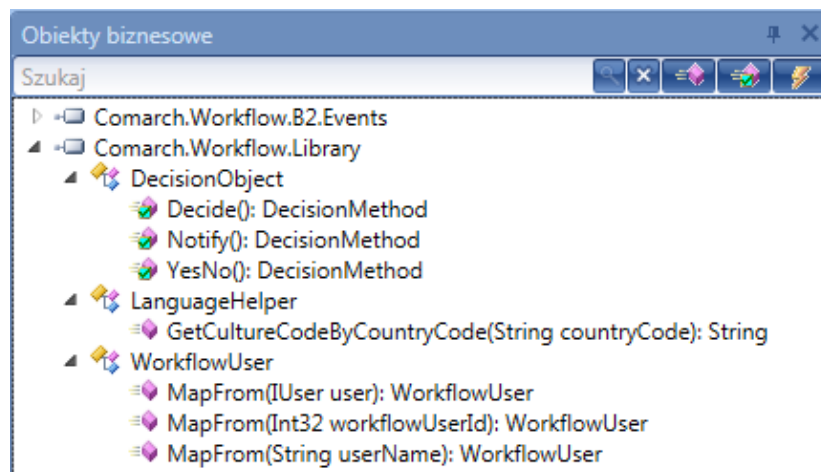 Obiekty biznesowe
Szukaj
Comarch.Workflow.B2.Events
Comarch.Workflow.Library
DecisionObject
Decide(): DecisionMethod
Notify(): DecisionMethod
YesNo(): DecisionMethod
LanguageHelper
GetCultureCodeByCountryCode(String countryCode): String
WorkflowUser
MapFrom(IUser user): WorkflowUser
MapFrom(Int32 workflowUserId): WorkflowUser
MapFrom(String userName): WorkflowUser